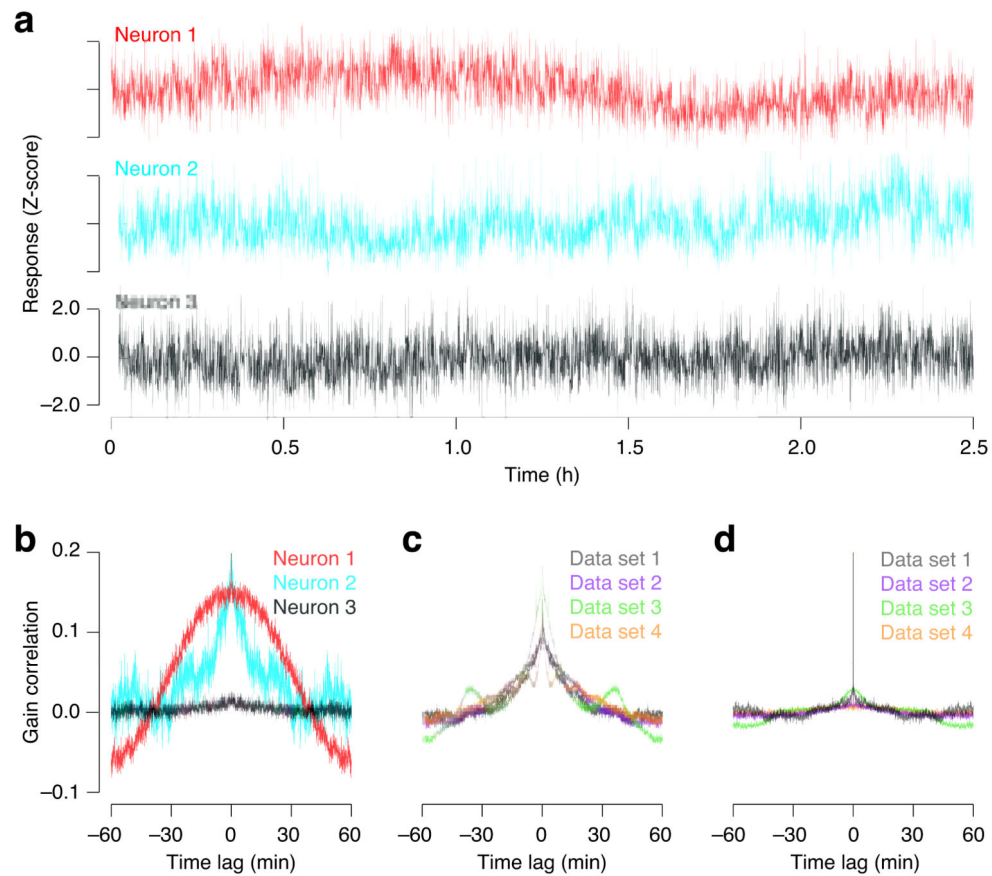 a
Neuron 1
Neuron 2
Neuron 3
Response (Z-score)
2.0
0.0
−2.0
0 0.5 1.0 1.5 2.0 2.5
Time (h)
b
Neuron 1
Neuron 2
Neuron 3
Gain correlation
0.2
0.1
0.0
−0.1
−60 −30 0 30 60
Time lag (min)
c
Data set 1
Data set 2
Data set 3
Data set 4
−60 −30 0 30 60
Time lag (min)
d
Data set 1
Data set 2
Data set 3
Data set 4
−60 −30 0 30 60
Time lag (min)